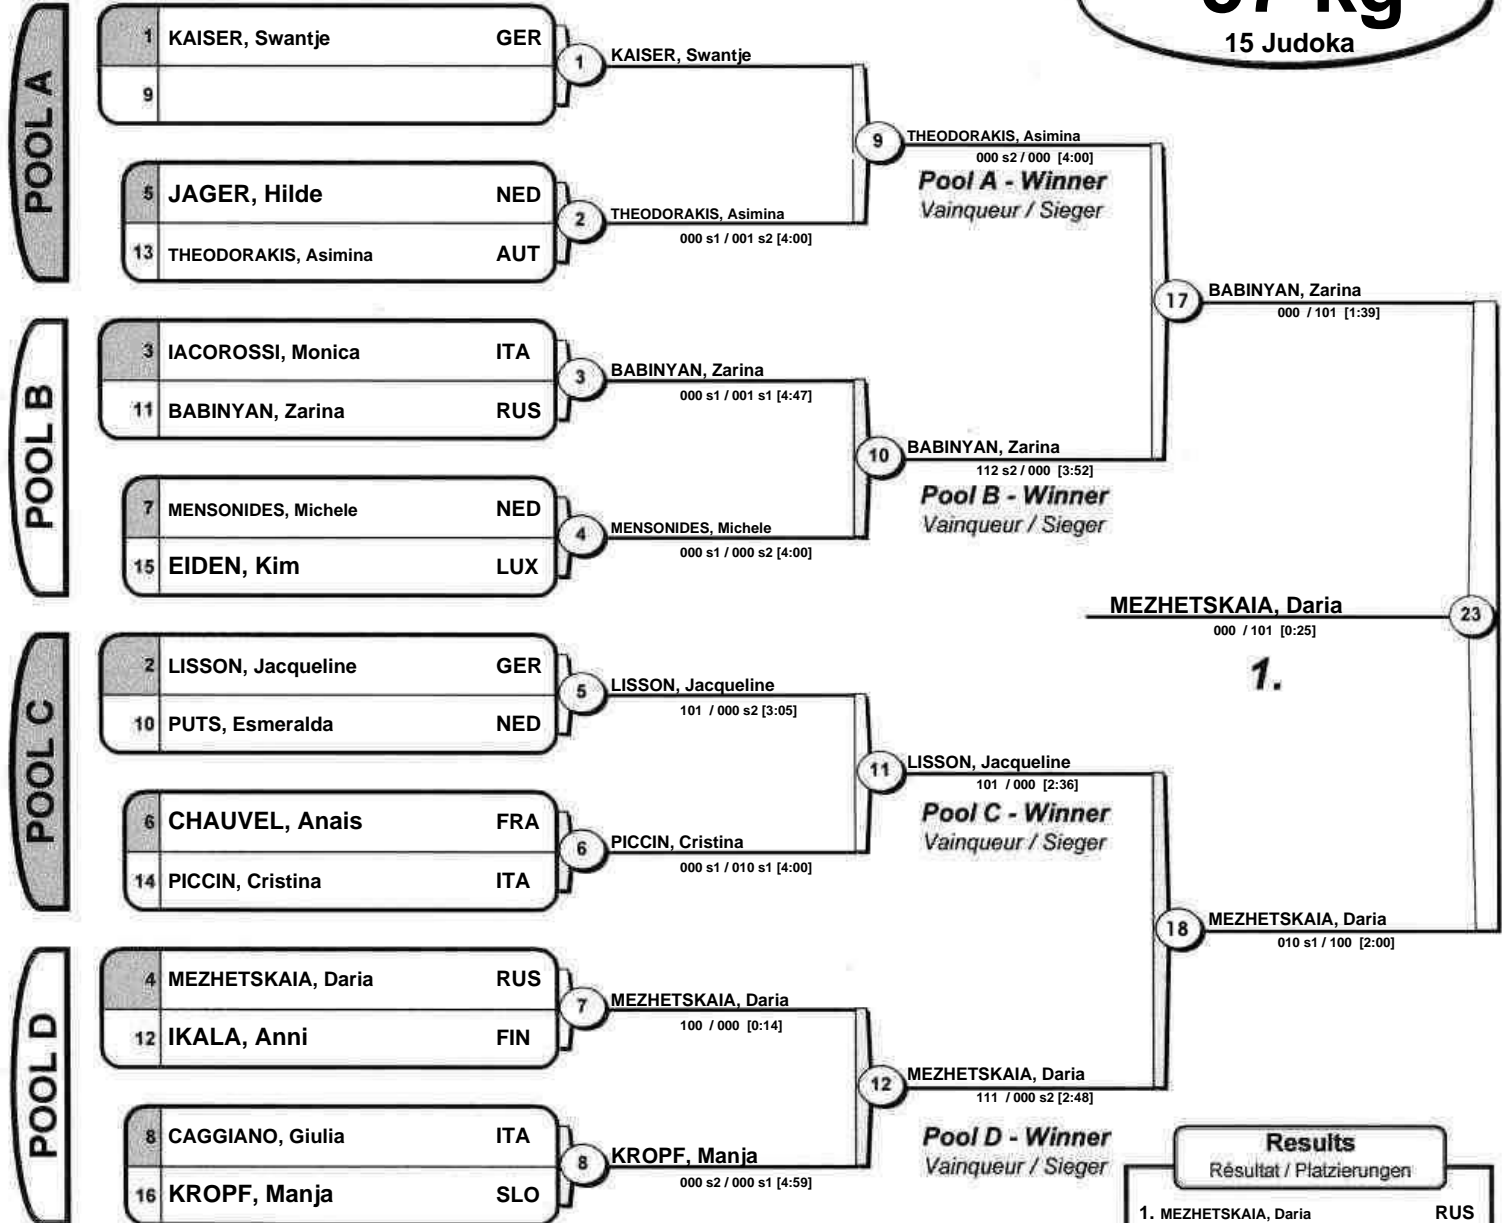 57 kg
15 Judoka
POOL A
1 KAISER, Swantje GER
9
1 KAISER, Swantje
5 JAGER, Hilde NED
13 THEODORAKIS, Asimina AUT
2 THEODORAKIS, Asimina
000 s1 / 001 s2 [4:00]
9 THEODORAKIS, Asimina
000 s2 / 000 [4:00]
Pool A - Winner
Vainqueur / Sieger
POOL B
3 IACOROSSI, Monica ITA
11 BABINYAN, Zarina RUS
3 BABINYAN, Zarina
000 s1 / 001 s1 [4:47]
7 MENSONIDES, Michele NED
15 EIDEN, Kim LUX
4 MENSONIDES, Michele
000 s1 / 000 s2 [4:00]
10 BABINYAN, Zarina
112 s2 / 000 [3:52]
Pool B - Winner
Vainqueur / Sieger
17 BABINYAN, Zarina
000 / 101 [1:39]
MEZHETSKAIA, Daria 23
000 / 101 [0:25]
1.
POOL C
2 LISSON, Jacqueline GER
10 PUTS, Esmeralda NED
5 LISSON, Jacqueline
101 / 000 s2 [3:05]
6 CHAUVEL, Anais FRA
14 PICCIN, Cristina ITA
6 PICCIN, Cristina
000 s1 / 010 s1 [4:00]
11 LISSON, Jacqueline
101 / 000 [2:36]
Pool C - Winner
Vainqueur / Sieger
18 MEZHETSKAIA, Daria
010 s1 / 100 [2:00]
POOL D
4 MEZHETSKAIA, Daria RUS
12 IKALA, Anni FIN
7 MEZHETSKAIA, Daria
100 / 000 [0:14]
8 CAGGIANO, Giulia ITA
16 KROPF, Manja SLO
8 KROPF, Manja
000 s2 / 000 s1 [4:59]
12 MEZHETSKAIA, Daria
111 / 000 s2 [2:48]
Pool D - Winner
Vainqueur / Sieger
Results
Résultat / Platzierungen
1. MEZHETSKAIA, Daria RUS